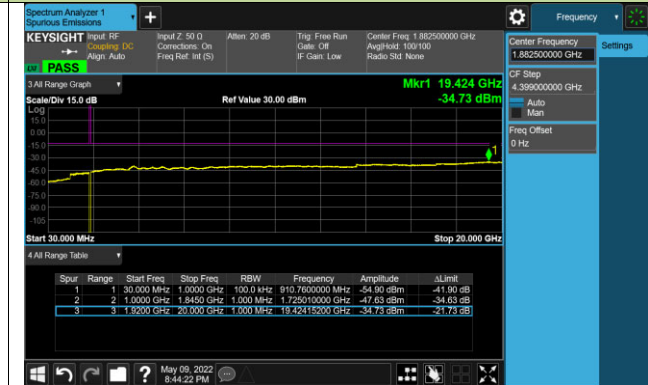 Spectrum Analyzer 1
Spurious Emissions
Frequency
KEYSIGHT
Input: RF
Coupling: DC
Align: Auto
Input Z: 50 Ω
Corrections: On
Freq Ref: Int (S)
Atten: 20 dB
Trig: Free Run
Gate: Off
IF Gain: Low
Center Freq: 1.882500000 GHz
Avg|Hold: 100/100
Radio Std: None
PASS
Center Frequency
1.882500000 GHz
Settings
CF Step
4.399000000 GHz
Auto
Man
Freq Offset
0 Hz
3 All Range Graph
Mkr1 19.424 GHz
Scale/Div 15.0 dB
Ref Value 30.00 dBm
-34.73 dBm
Log
15.0
0.00
-15.0
-30.0
-45.0
-60.0
-75.0
-90.0
-105
1
Start 30.000 MHz
Stop 20.000 GHz
4 All Range Table
Spur Range Start Freq Stop Freq RBW Frequency Amplitude ΔLimit
1 1 30.000 MHz 1.0000 GHz 100.0 kHz 910.7600000 MHz -54.90 dBm -41.90 dB
2 2 1.0000 GHz 1.8450 GHz 1.000 MHz 1.725010000 GHz -47.63 dBm -34.63 dB
3 3 1.9200 GHz 20.000 GHz 1.000 MHz 19.42415200 GHz -34.73 dBm -21.73 dB
May 09, 2022
8:44:22 PM